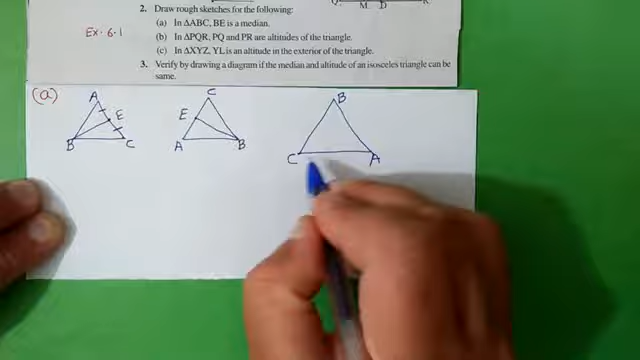 M D
2. Draw rough sketches for the following:
(a) In ΔABC, BE is a median.
Ex. 6.1
(b) In ΔPQR, PQ and PR are altitudes of the triangle.
(c) In ΔXYZ, YL is an altitude in the exterior of the triangle.
3. Verify by drawing a diagram if the median and altitude of an isosceles triangle can be
same.
(a)
A E B C
C E A B
B C A